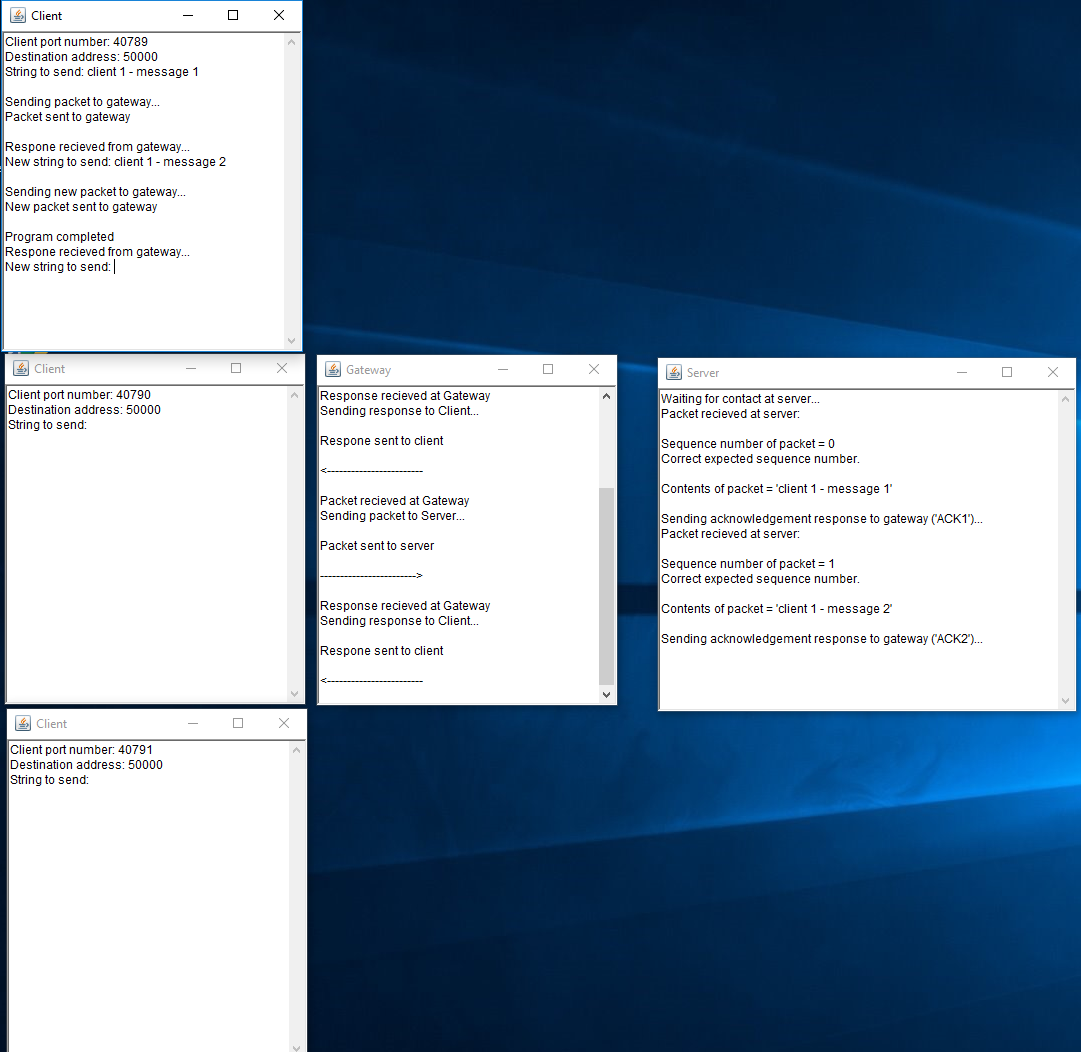 Client
Client port number: 40789
Destination address: 50000
String to send: client 1 - message 1
Sending packet to gateway...
Packet sent to gateway
Respone recieved from gateway...
New string to send: client 1 - message 2
Sending new packet to gateway...
New packet sent to gateway
Program completed
Respone recieved from gateway...
New string to send:
Client
Client port number: 40790
Destination address: 50000
String to send:
Gateway
Response recieved at Gateway
Sending response to Client...
Respone sent to client
<------------------------
Packet recieved at Gateway
Sending packet to Server...
Packet sent to server
------------------------>
Response recieved at Gateway
Sending response to Client...
Respone sent to client
<------------------------
Server
Waiting for contact at server...
Packet recieved at server:
Sequence number of packet = 0
Correct expected sequence number.
Contents of packet = 'client 1 - message 1'
Sending acknowledgement response to gateway ('ACK1')...
Packet recieved at server:
Sequence number of packet = 1
Correct expected sequence number.
Contents of packet = 'client 1 - message 2'
Sending acknowledgement response to gateway ('ACK2')...
Client
Client port number: 40791
Destination address: 50000
String to send: